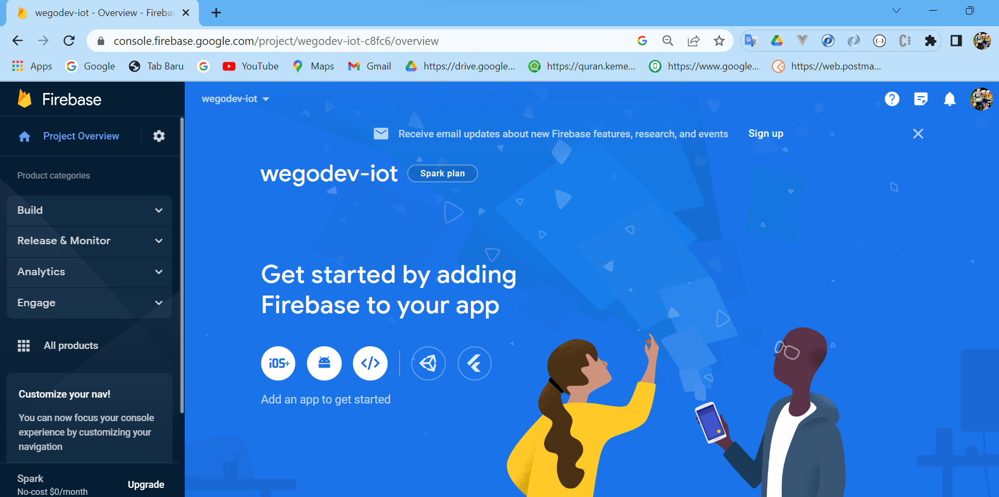 wegodev-iot - Overview - Firebas
console.firebase.google.com/project/wegodev-iot-c8fc6/overview
Apps
Google
Tab Baru
YouTube
Maps
Gmail
https://drive.google...
https://quran.keme...
https://www.google...
https://web.postma...
Firebase
wegodev-iot
Project Overview
Receive email updates about new Firebase features, research, and events
Sign up
wegodev-iot
Spark plan
Product categories
Build
Release & Monitor
Analytics
Engage
All products
Get started by adding
Firebase to your app
iOS+
Add an app to get started
Customize your nav!
You can now focus your console
experience by customizing your
navigation
Spark
No-cost $0/month
Upgrade